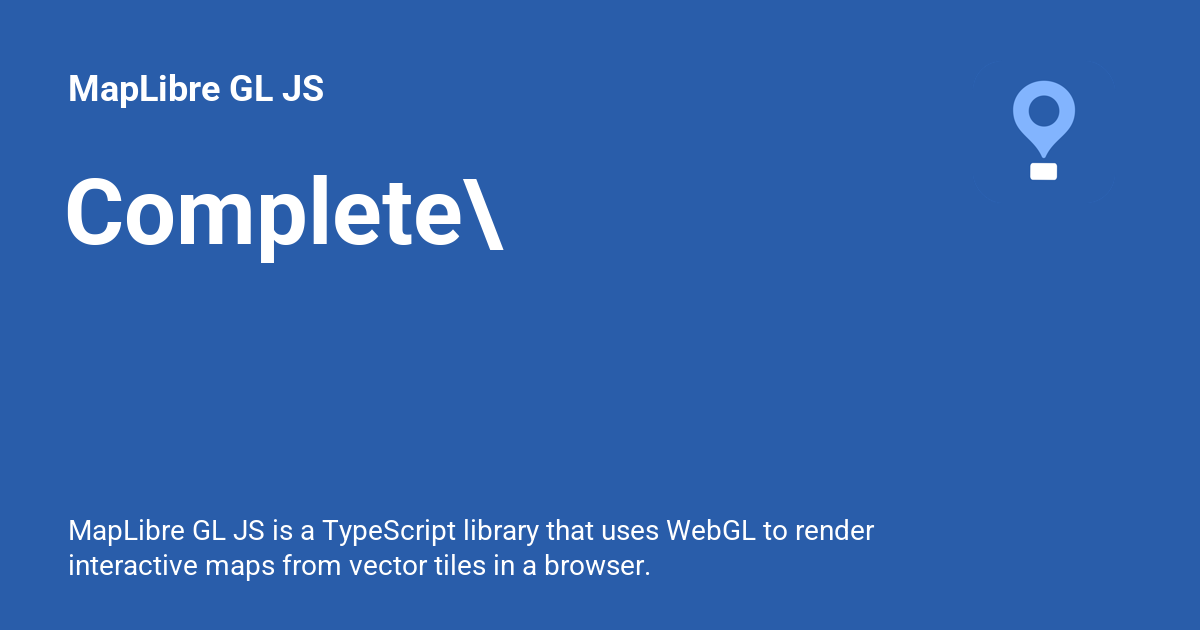 MapLibre GL JS
Complete\
MapLibre GL JS is a TypeScript library that uses WebGL to render
interactive maps from vector tiles in a browser.